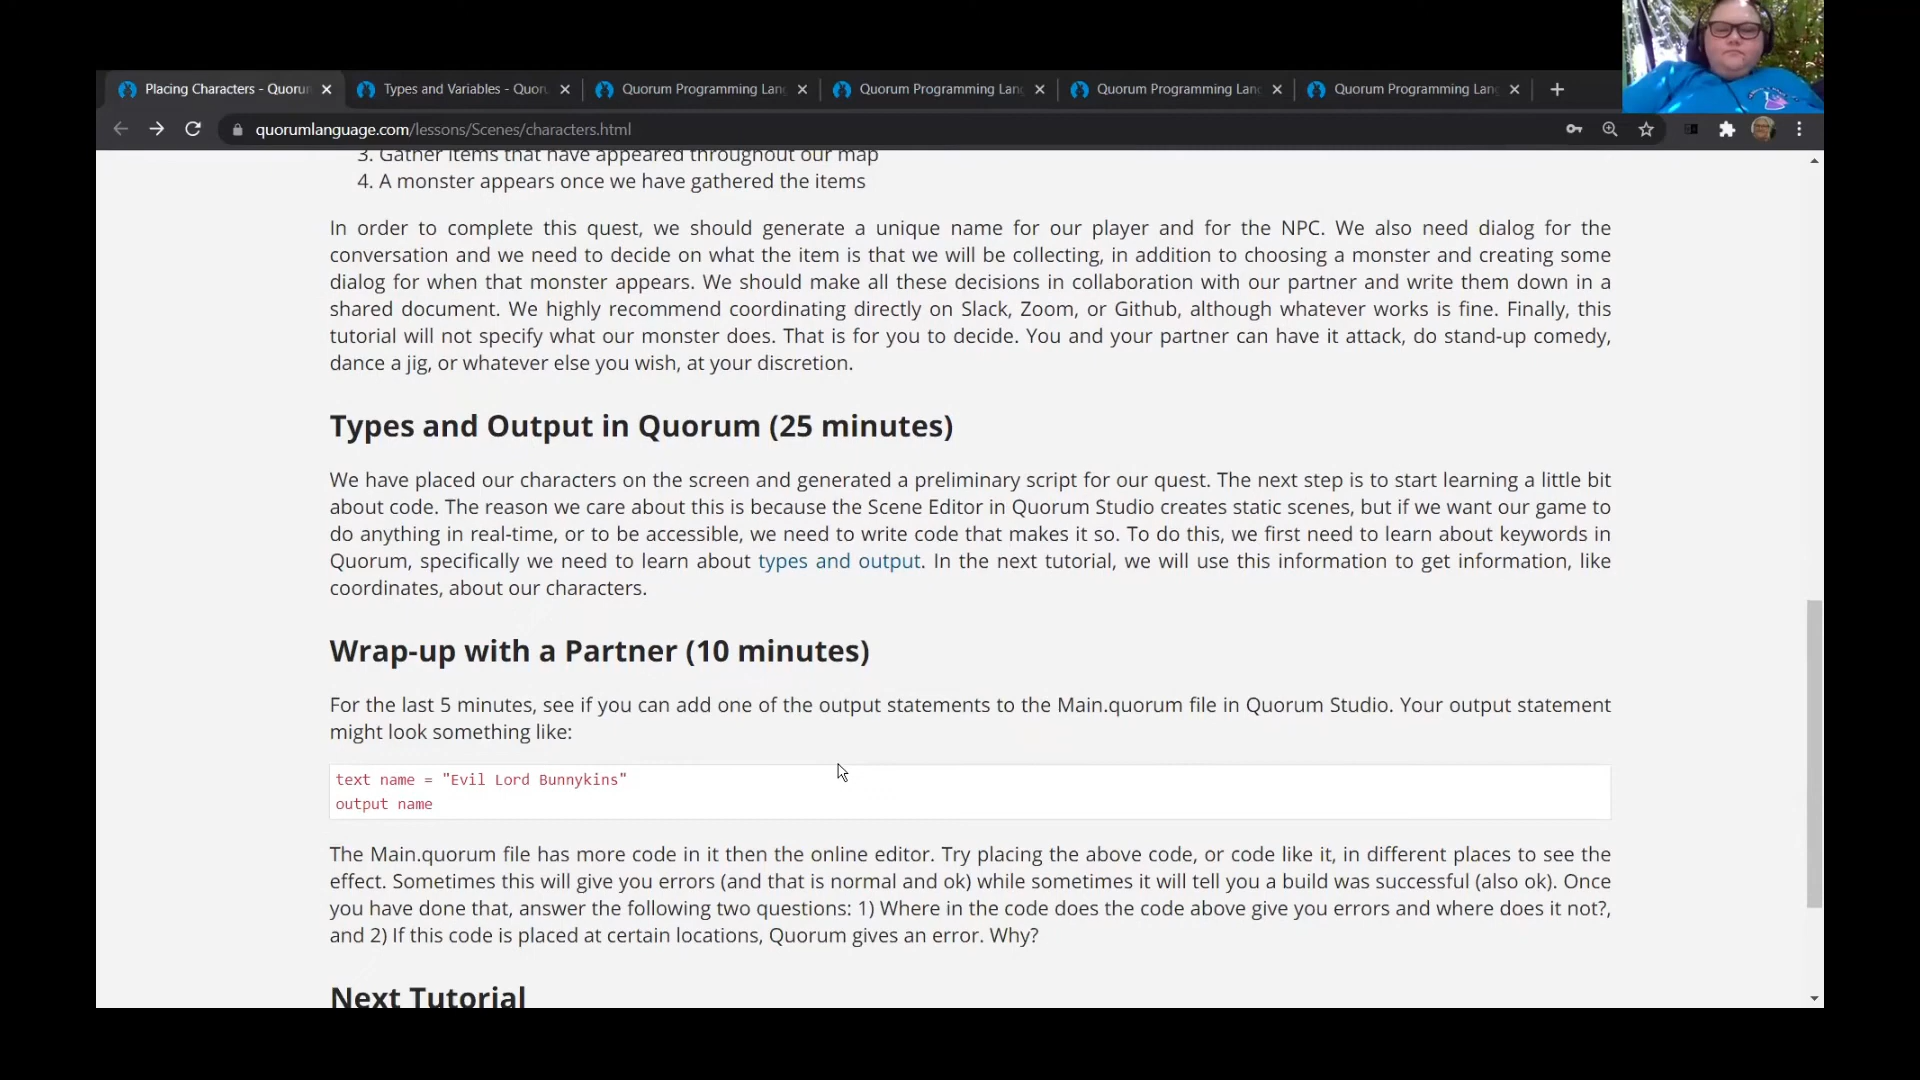 Placing Characters - Quorum
Types and Variables - Quor
Quorum Programming Lang
Quorum Programming Lang
Quorum Programming Lang
Quorum Programming Lang
quorumlanguage.com/lessons/Scenes/characters.html
3. Gather items that have appeared throughout our map
4. A monster appears once we have gathered the items
In order to complete this quest, we should generate a unique name for our player and for the NPC. We also need dialog for the
conversation and we need to decide on what the item is that we will be collecting, in addition to choosing a monster and creating some
dialog for when that monster appears. We should make all these decisions in collaboration with our partner and write them down in a
shared document. We highly recommend coordinating directly on Slack, Zoom, or Github, although whatever works is fine. Finally, this
tutorial will not specify what our monster does. That is for you to decide. You and your partner can have it attack, do stand-up comedy,
dance a jig, or whatever else you wish, at your discretion.
Types and Output in Quorum (25 minutes)
We have placed our characters on the screen and generated a preliminary script for our quest. The next step is to start learning a little bit
about code. The reason we care about this is because the Scene Editor in Quorum Studio creates static scenes, but if we want our game to
do anything in real-time, or to be accessible, we need to write code that makes it so. To do this, we first need to learn about keywords in
Quorum, specifically we need to learn about types and output. In the next tutorial, we will use this information to get information, like
coordinates, about our characters.
Wrap-up with a Partner (10 minutes)
For the last 5 minutes, see if you can add one of the output statements to the Main.quorum file in Quorum Studio. Your output statement
might look something like:
text name = "Evil Lord Bunnykins"
output name
The Main.quorum file has more code in it then the online editor. Try placing the above code, or code like it, in different places to see the
effect. Sometimes this will give you errors (and that is normal and ok) while sometimes it will tell you a build was successful (also ok). Once
you have done that, answer the following two questions: 1) Where in the code does the code above give you errors and where does it not?,
and 2) If this code is placed at certain locations, Quorum gives an error. Why?
Next Tutorial